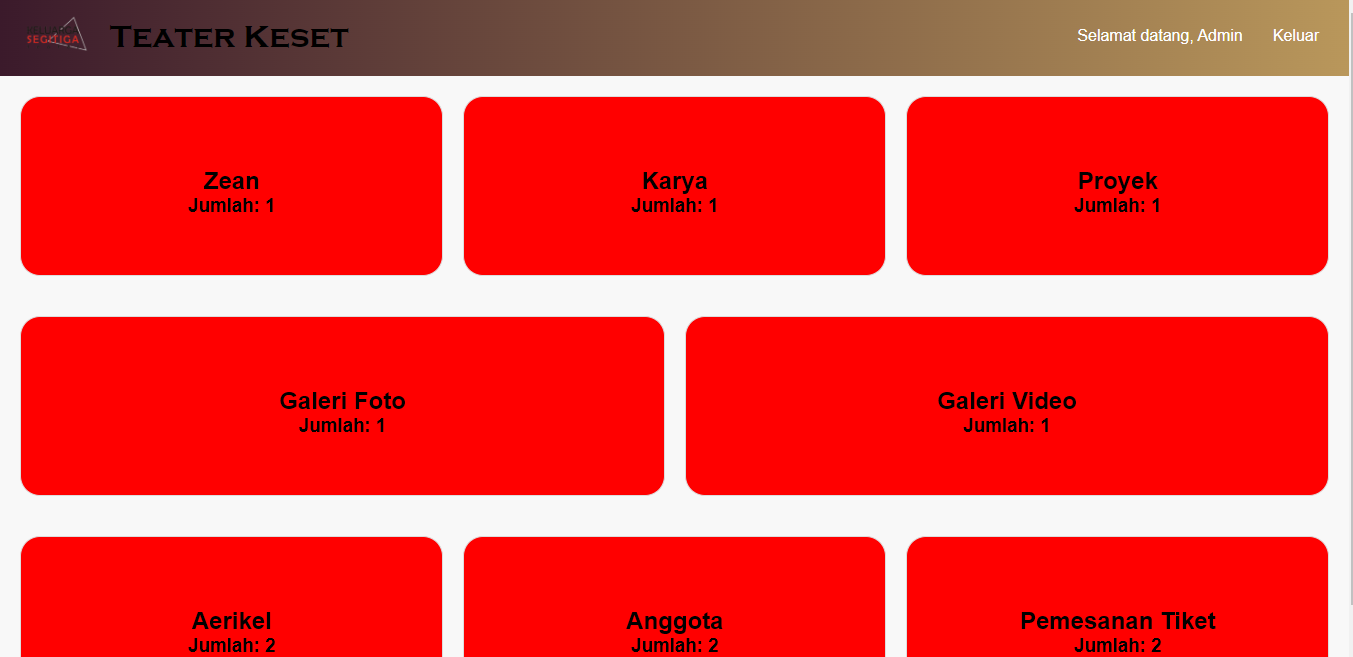 SEGITIGA
Teater Keset
Selamat datang, Admin
Keluar
Zean
Jumlah: 1
Karya
Jumlah: 1
Proyek
Jumlah: 1
Galeri Foto
Jumlah: 1
Galeri Video
Jumlah: 1
Aerikel
Jumlah: 2
Anggota
Jumlah: 2
Pemesanan Tiket
Jumlah: 2